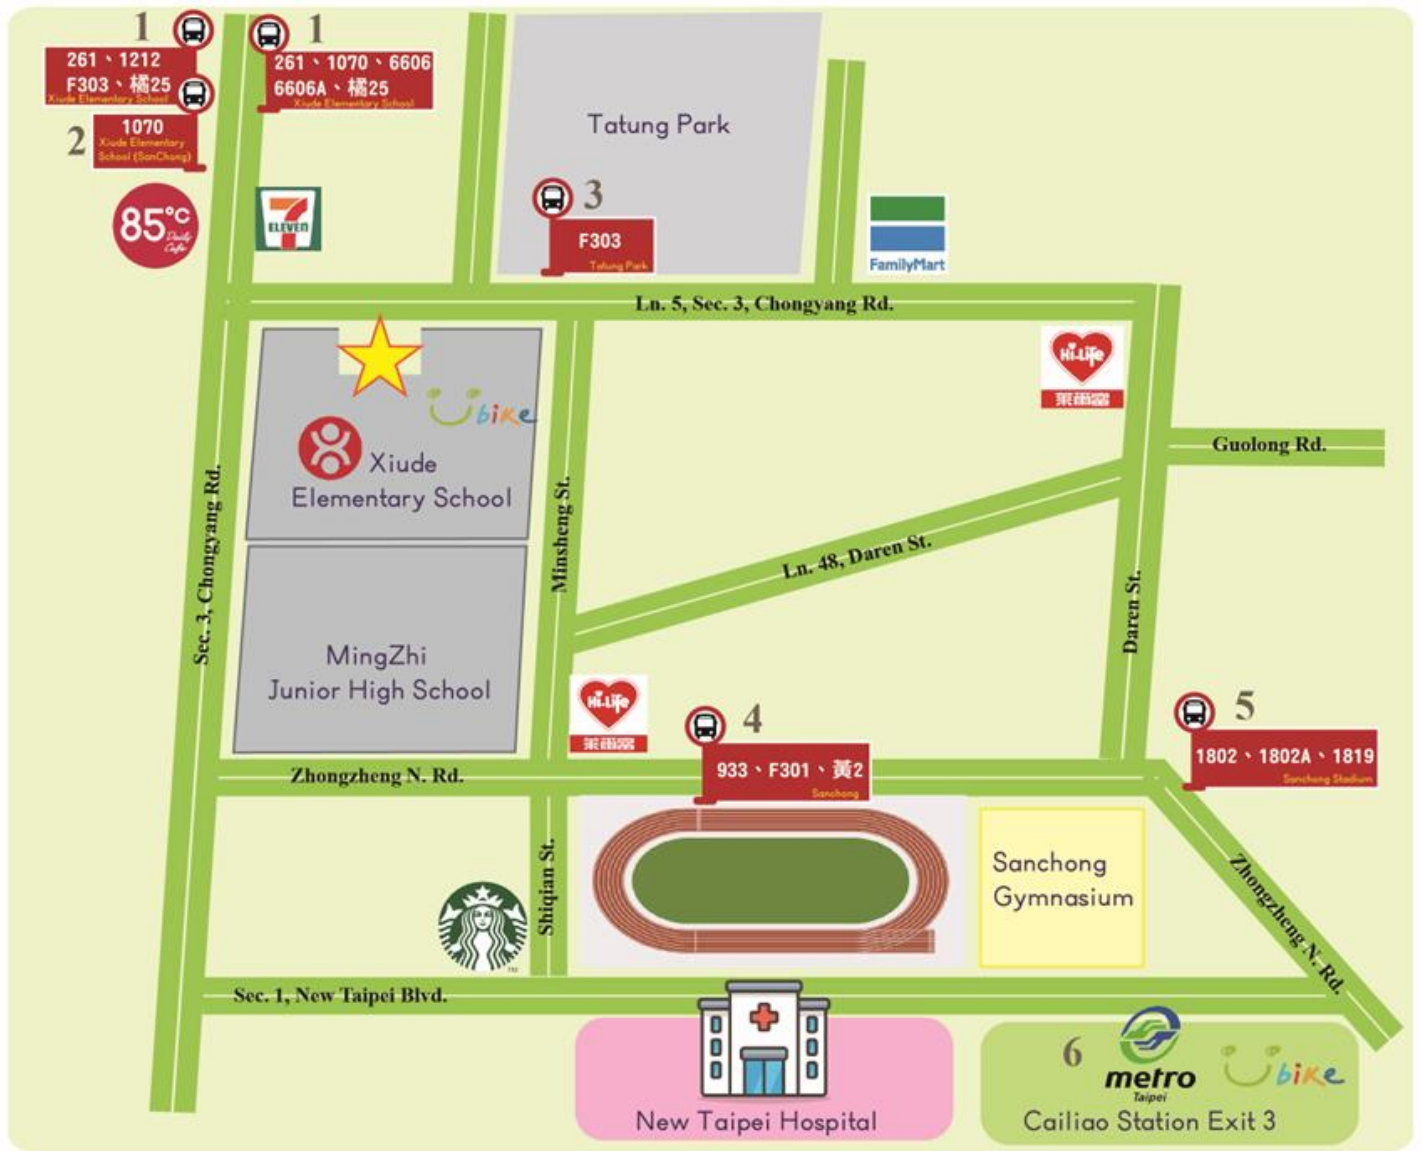 1
261、1212
F303、橘25
Xiude Elementary School
1
261、1070、6606
6606A、橘25
Xiude Elementary School
2
1070
Xiude Elementary
School (SanChong)
85°C
Daily
Cafe
7
ELEVEN
Tatung Park
3
F303
Tatung Park
FamilyMart
Ln. 5, Sec. 3, Chongyang Rd.
Hi-Life
萊爾富
Guolong Rd.
Ubike
Xiude
Elementary School
Sec. 3, Chongyang Rd.
Minsheng St.
Ln. 48, Daren St.
Daren St.
MingZhi
Junior High School
Hi-Life
萊爾富
4
933、F301、黃2
Sanchong
5
1802、1802A、1819
Sanchong Stadium
Zhongzheng N. Rd.
Shiqian St.
Sanchong
Gymnasium
Zhongzheng N. Rd.
TM
Sec. 1, New Taipei Blvd.
New Taipei Hospital
6
metro
Taipei
Ubike
Cailiao Station Exit 3